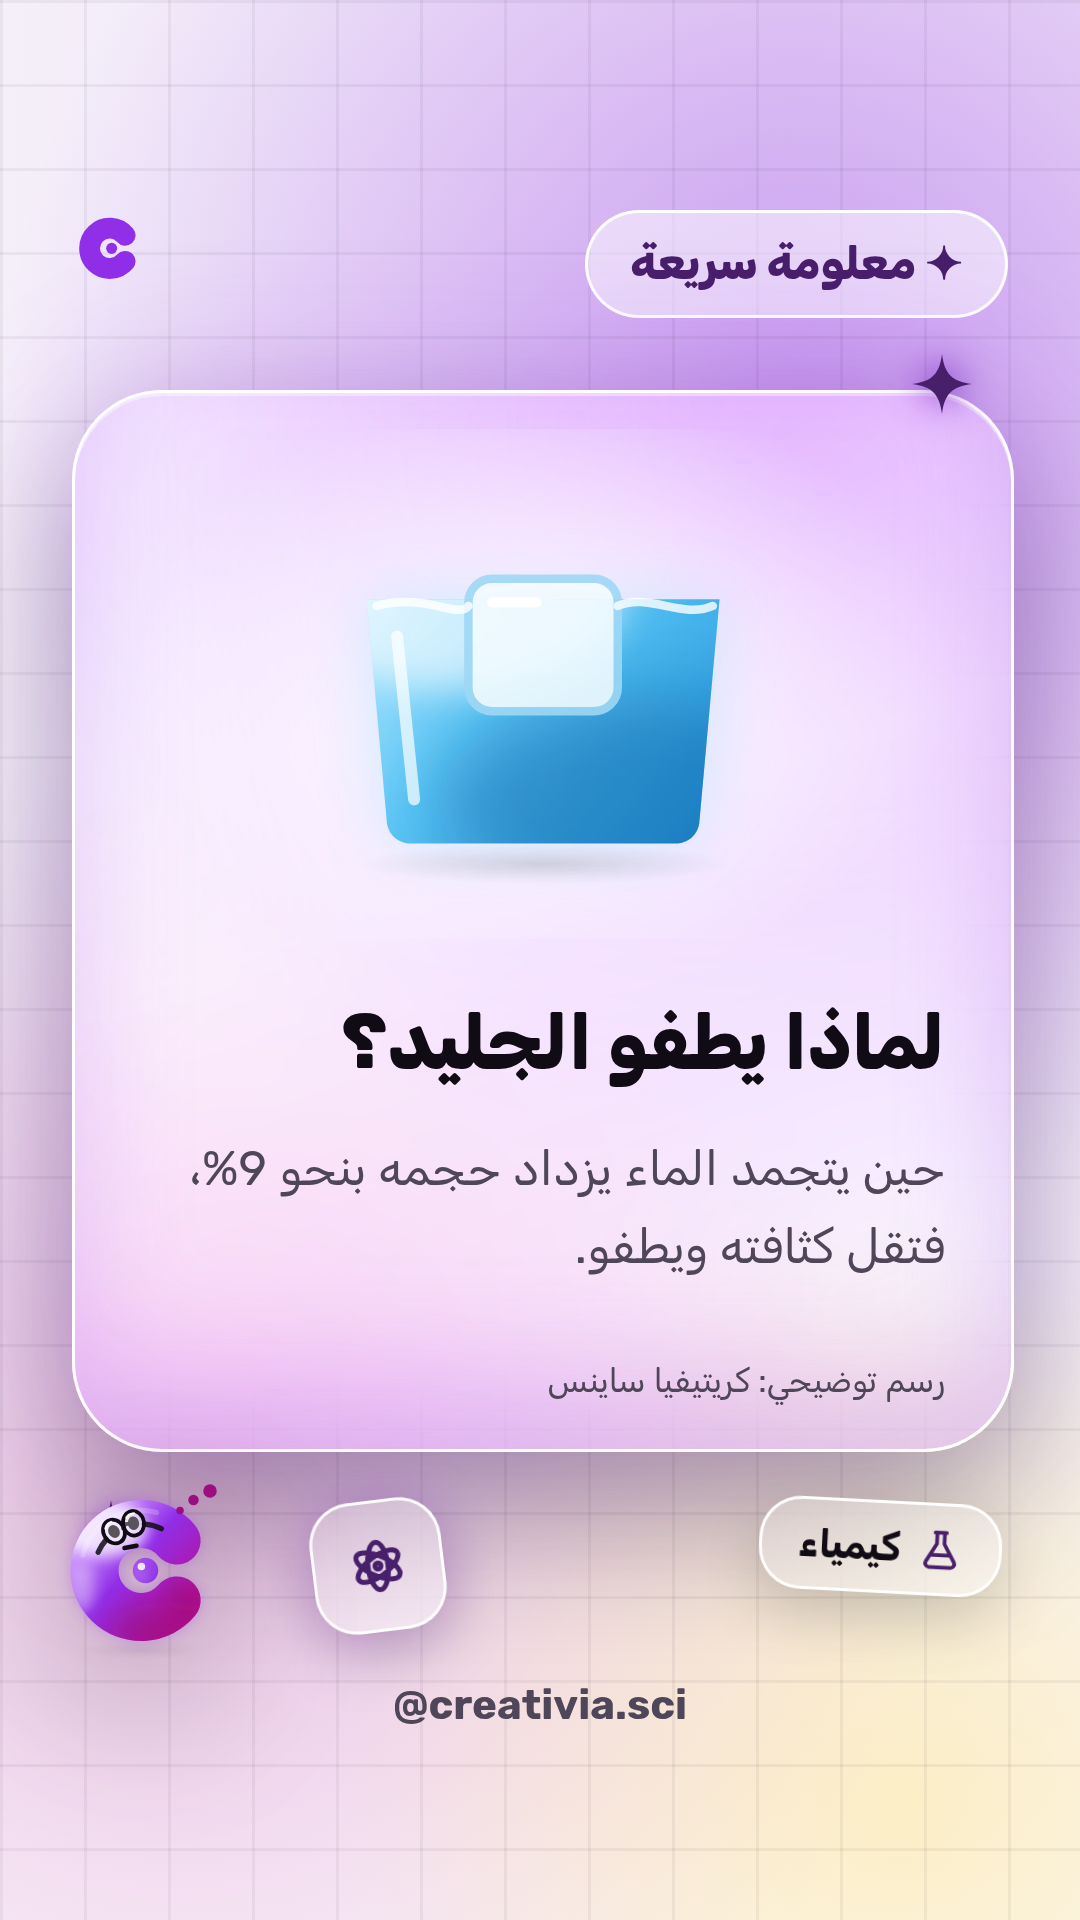 معلومة سريعة
لماذا يطفو الجليد؟
حين يتجمد الماء يزداد حجمه بنحو 9%،
فتقل كثافته ويطفو.
رسم توضيحي: كريتيفيا ساينس
كيمياء
@creativia.sci